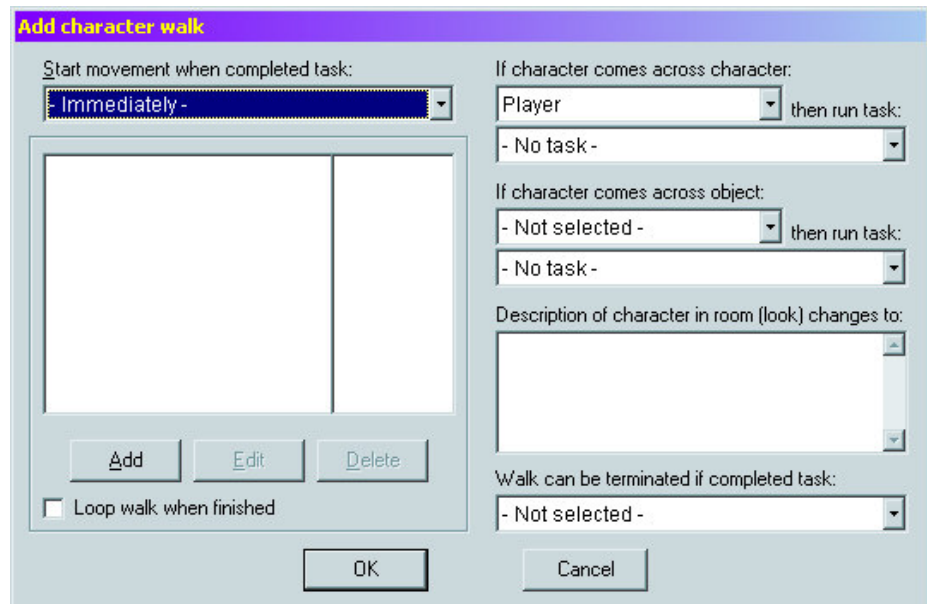 Add character walk
Start movement when completed task:
- Immediately -
Add
Edit
Delete
Loop walk when finished
If character comes across character:
Player
then run task:
- No task -
If character comes across object:
- Not selected -
then run task:
- No task -
Description of character in room (look) changes to:
Walk can be terminated if completed task:
- Not selected -
OK
Cancel